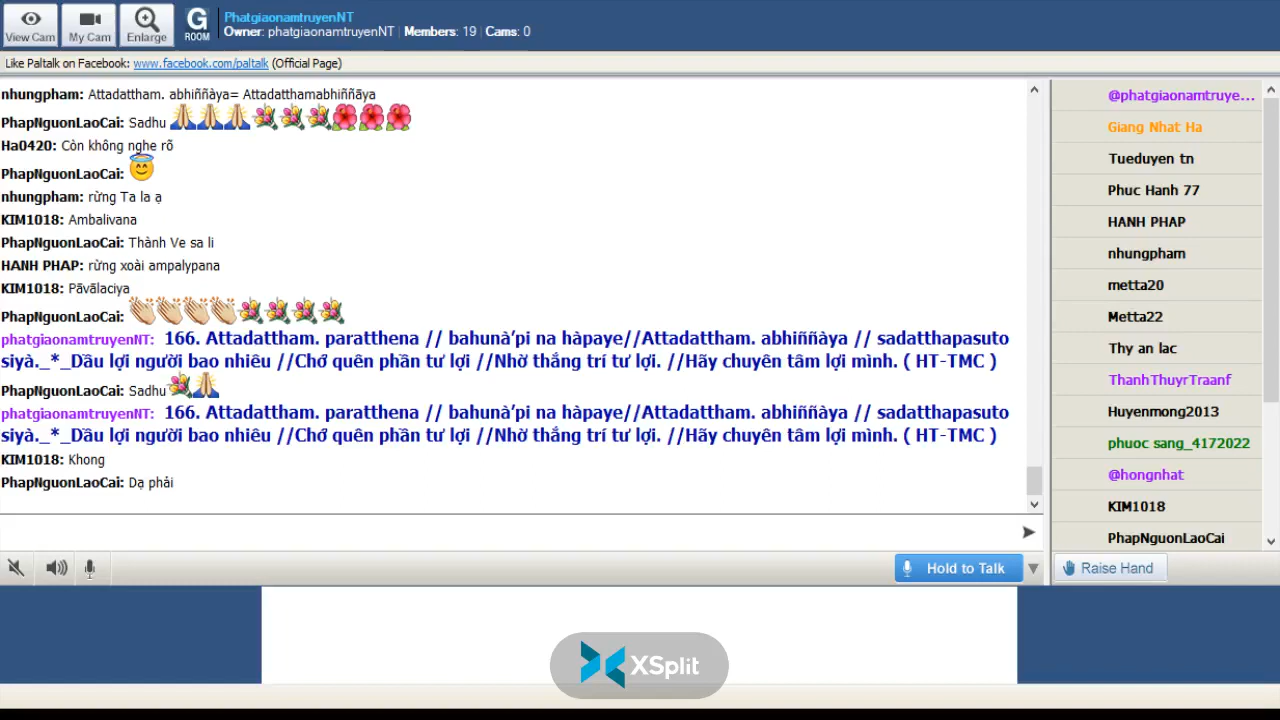 View Cam
My Cam
Enlarge
G
ROOM
PhatgiaonamtruyenNT
Owner: phatgiaonamtruyenNT | Members: 19 | Cams: 0
Like Paltalk on Facebook: www.facebook.com/paltalk (Official Page)
nhungpham: Attadattham. abhiññàya= Attadatthamabhiññāya
PhapNguonLaoCai: Sadhu
Ha0420: Còn không nghe rõ
PhapNguonLaoCai:
nhungpham: rừng Ta la ạ
KIM1018: Ambalivana
PhapNguonLaoCai: Thành Ve sa li
HANH PHAP: rừng xoài ampalypana
KIM1018: Pāvālaciya
PhapNguonLaoCai:
phatgiaonamtruyenNT: 166. Attadattham. paratthena // bahunà’pi na hàpaye//Attadattham. abhiññàya // sadatthapasuto
siyà._*_Dầu lợi người bao nhiêu //Chớ quên phần tư lợi //Nhờ thắng trí tư lợi. //Hãy chuyên tâm lợi mình. ( HT-TMC )
PhapNguonLaoCai: Sadhu
phatgiaonamtruyenNT: 166. Attadattham. paratthena // bahunà’pi na hàpaye//Attadattham. abhiññàya // sadatthapasuto
siyà._*_Dầu lợi người bao nhiêu //Chớ quên phần tư lợi //Nhờ thắng trí tư lợi. //Hãy chuyên tâm lợi mình. ( HT-TMC )
KIM1018: Khong
PhapNguonLaoCai: Dạ phải
@phatgiaonamtruye...
Giang Nhat Ha
Tueduyen tn
Phuc Hanh 77
HANH PHAP
nhungpham
metta20
Metta22
Thy an lac
ThanhThuyrTraanf
Huyenmong2013
phuoc sang_4172022
@hongnhat
KIM1018
PhapNguonLaoCai
Hold to Talk
Raise Hand
XSplit